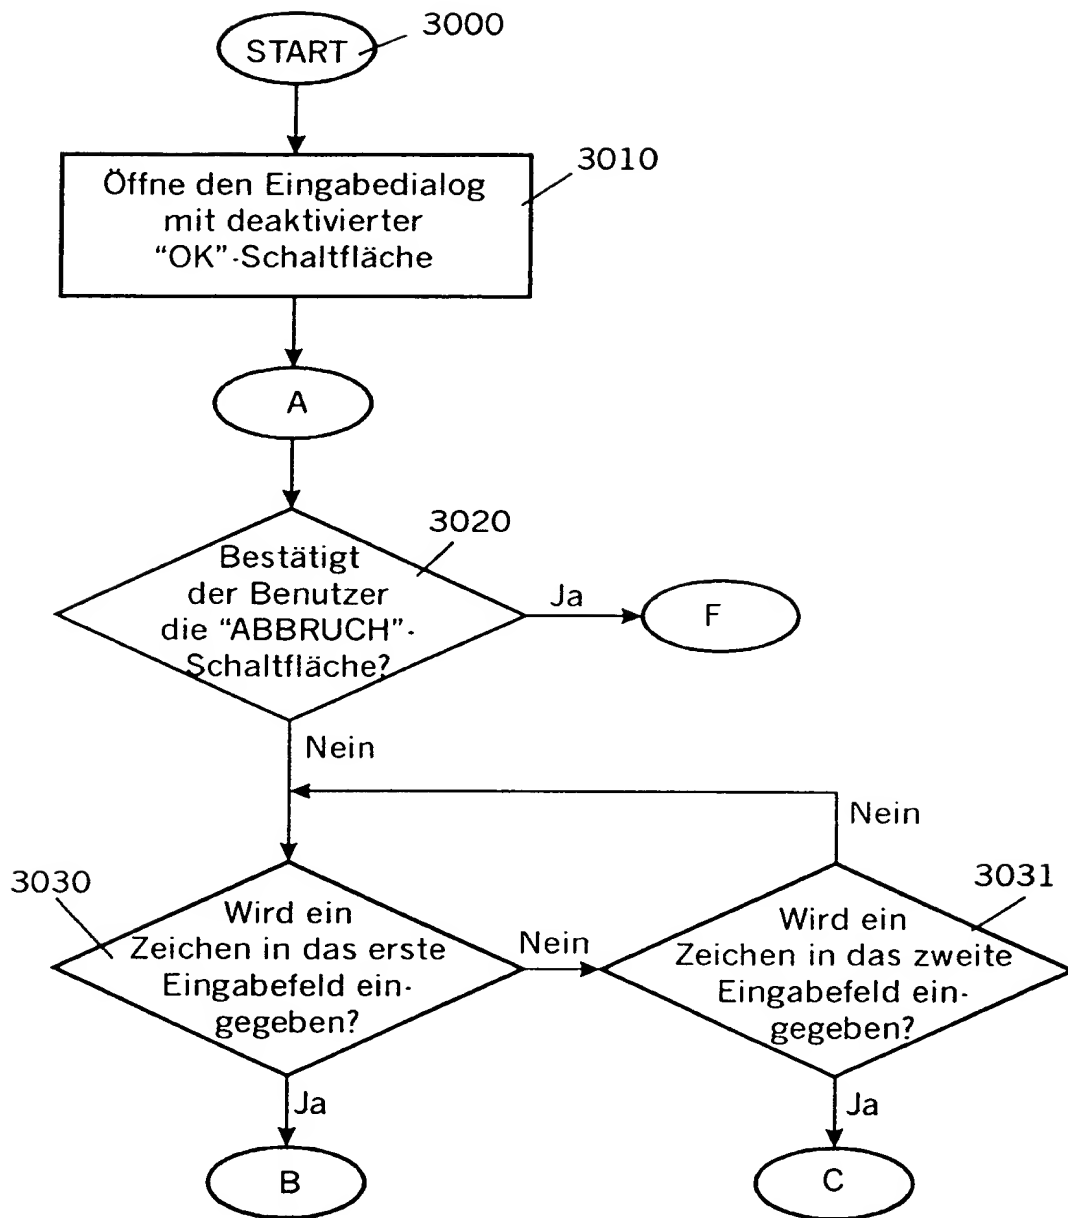 START
3000
Öffne den Eingabedialog
mit deaktivierter
“OK”-Schaltfläche
3010
A
3020
Bestätigt
der Benutzer
die “ABBRUCH”-
Schaltfläche?
Ja
F
Nein
Nein
3030
Wird ein
Zeichen in das erste
Eingabefeld ein-
gegeben?
Nein
3031
Wird ein
Zeichen in das zweite
Eingabefeld ein-
gegeben?
Ja
Ja
B
C